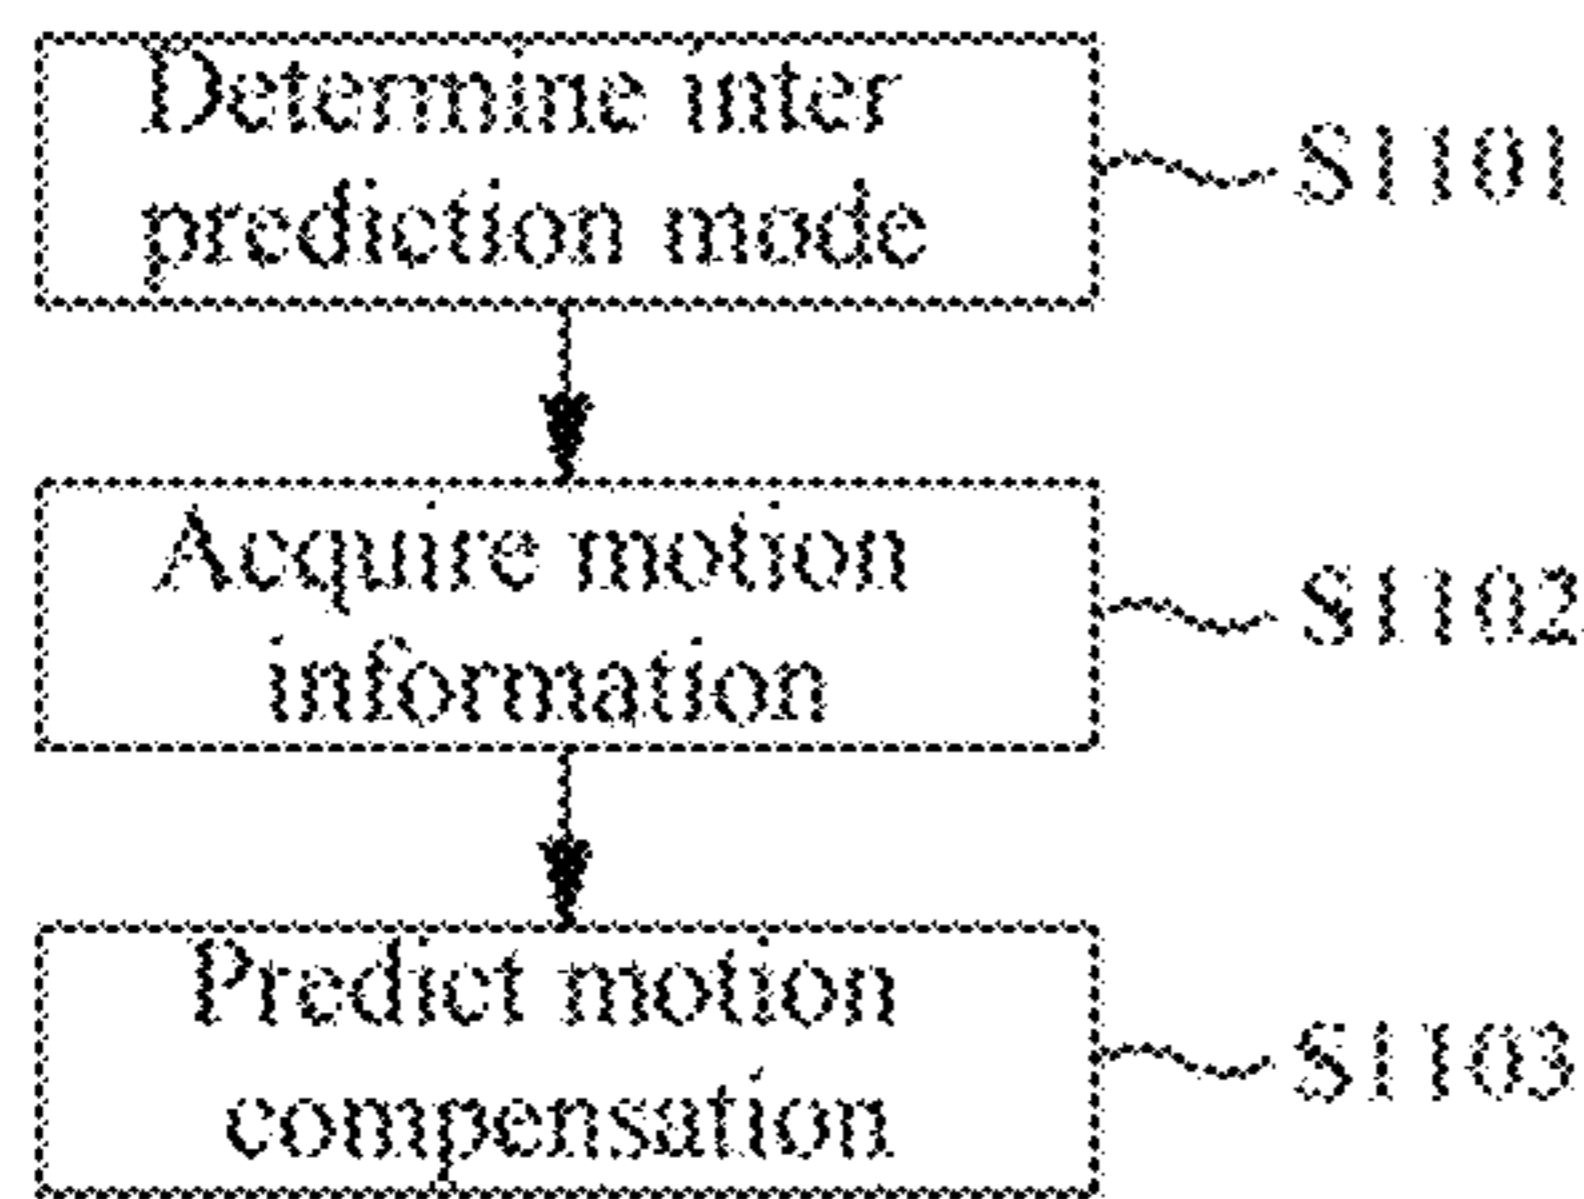 Determine inter
prediction mode
S1101
Acquire motion
information
S1102
Predict motion
compensation
S1103